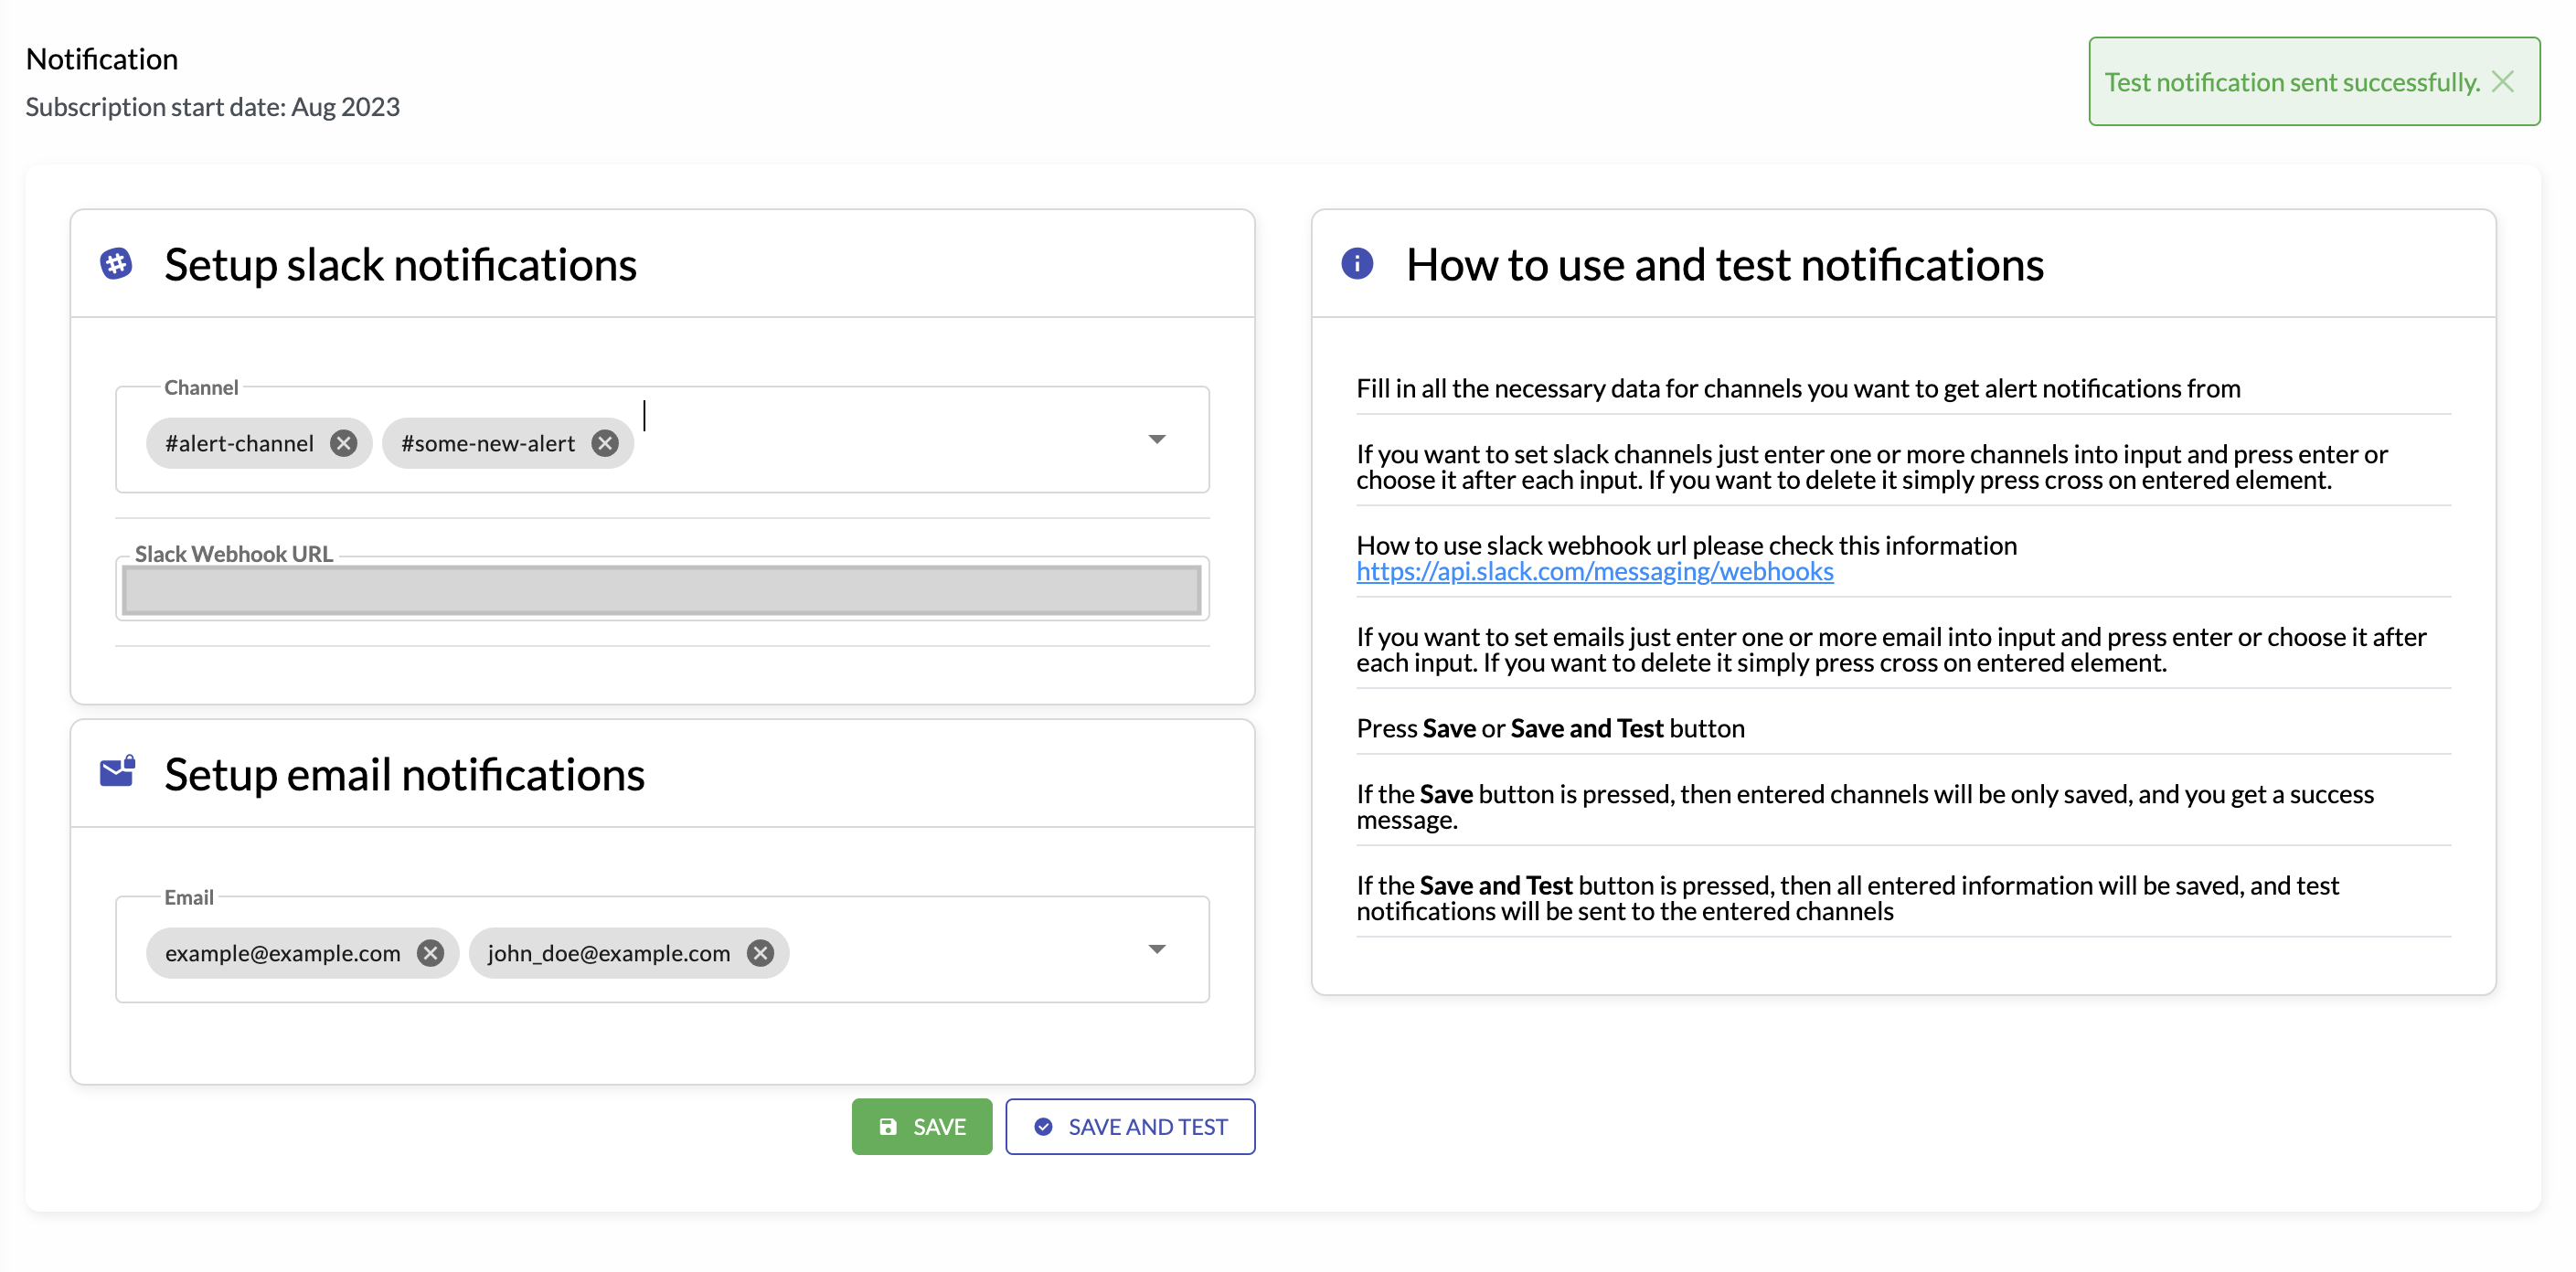 Notification
Subscription start date: Aug 2023
Test notification sent successfully.
Setup slack notifications
Channel
#alert-channel
#some-new-alert
Slack Webhook URL
Setup email notifications
Email
example@example.com
john_doe@example.com
SAVE
SAVE AND TEST
How to use and test notifications
Fill in all the necessary data for channels you want to get alert notifications from
If you want to set slack channels just enter one or more channels into input and press enter or
choose it after each input. If you want to delete it simply press cross on entered element.
How to use slack webhook url please check this information
https://api.slack.com/messaging/webhooks
If you want to set emails just enter one or more email into input and press enter or choose it after
each input. If you want to delete it simply press cross on entered element.
Press Save or Save and Test button
If the Save button is pressed, then entered channels will be only saved, and you get a success
message.
If the Save and Test button is pressed, then all entered information will be saved, and test
notifications will be sent to the entered channels